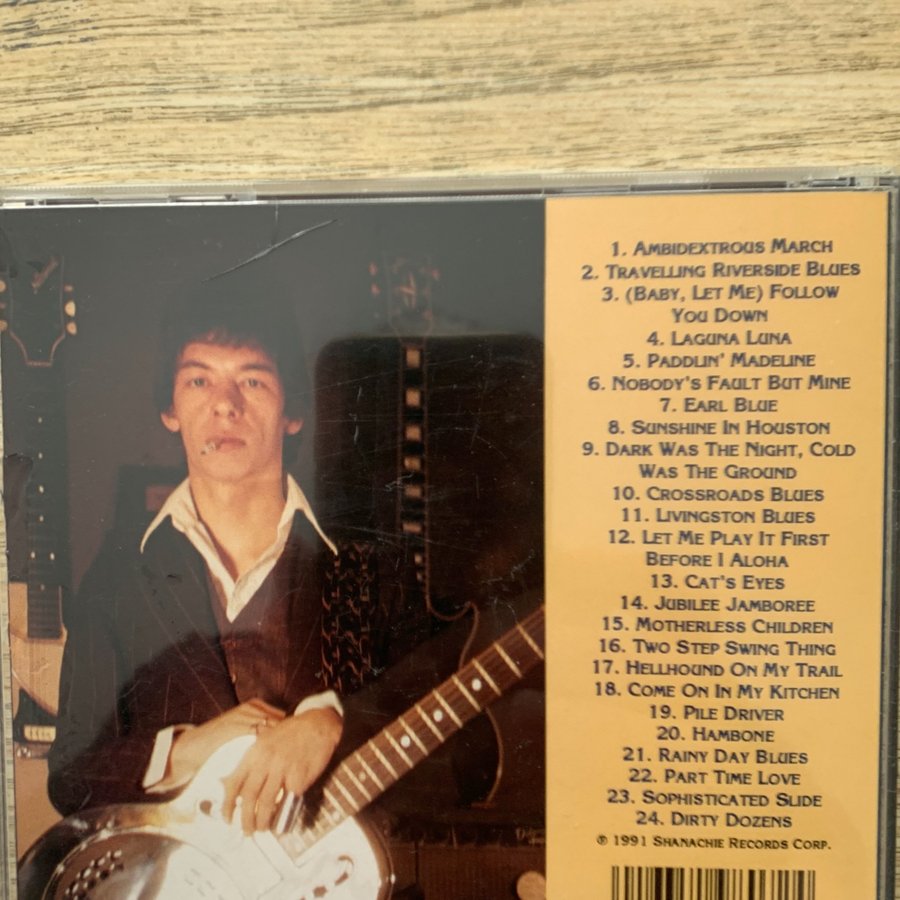 1. Ambidextrous March
2. Travelling Riverside Blues
3. (Baby, Let Me) Follow
You Down
4. Laguna Luna
5. Paddlin' Madeline
6. Nobody's Fault But Mine
7. Earl Blue
8. Sunshine In Houston
9. Dark Was The Night, Cold
Was The Ground
10. Crossroads Blues
11. Livingston Blues
12. Let Me Play It First
Before I Aloha
13. Cat's Eyes
14. Jubilee Jamboree
15. Motherless Children
16. Two Step Swing Thing
17. Hellhound On My Trail
18. Come On In My Kitchen
19. Pile Driver
20. Hambone
21. Rainy Day Blues
22. Part Time Love
23. Sophisticated Slide
24. Dirty Dozens
℗ 1991 Shanachie Records Corp.